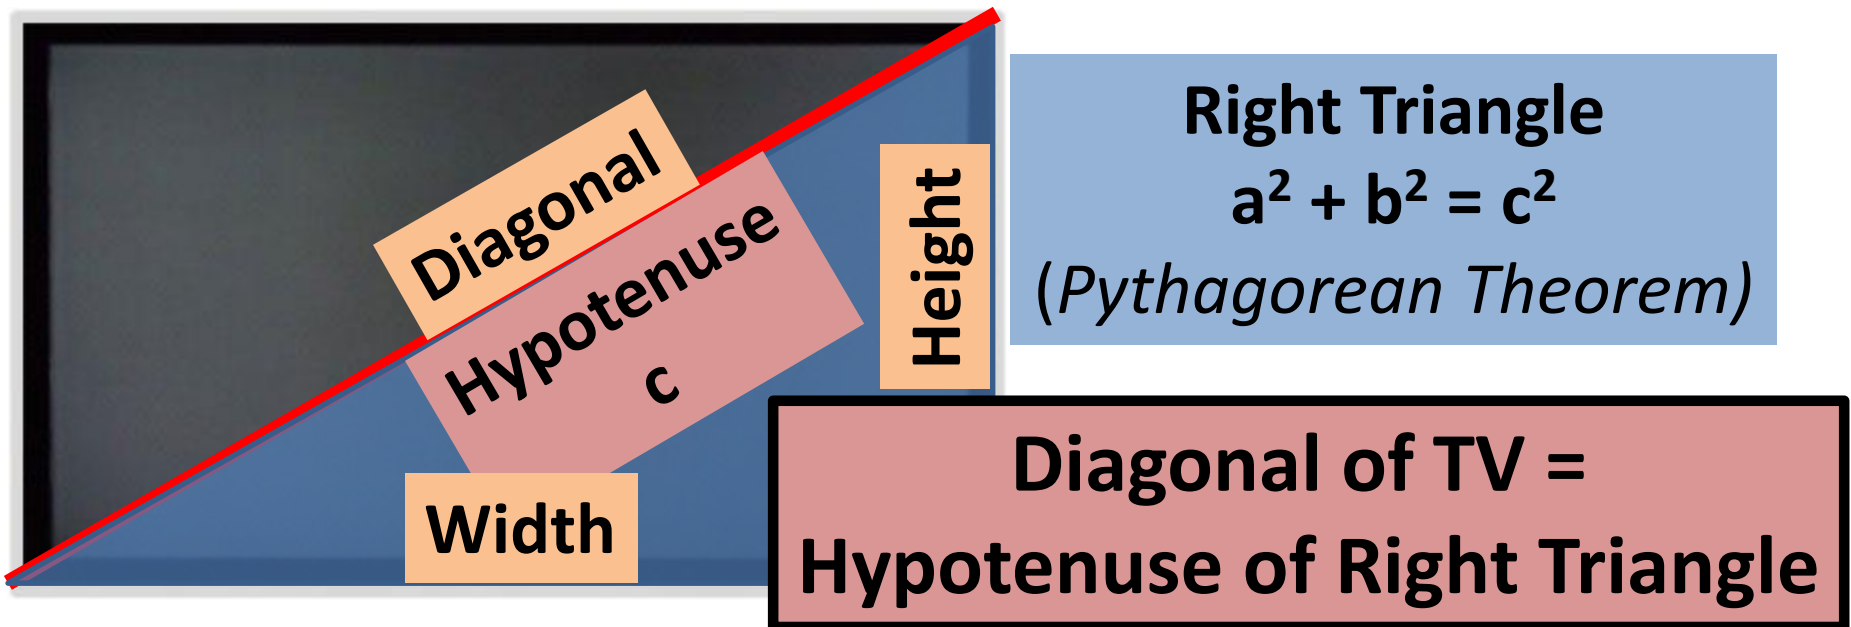 Diagonal
Hypotenuse
c
Height
Width
Right Triangle
a² + b² = c²
(Pythagorean Theorem)
Diagonal of TV =
Hypotenuse of Right Triangle